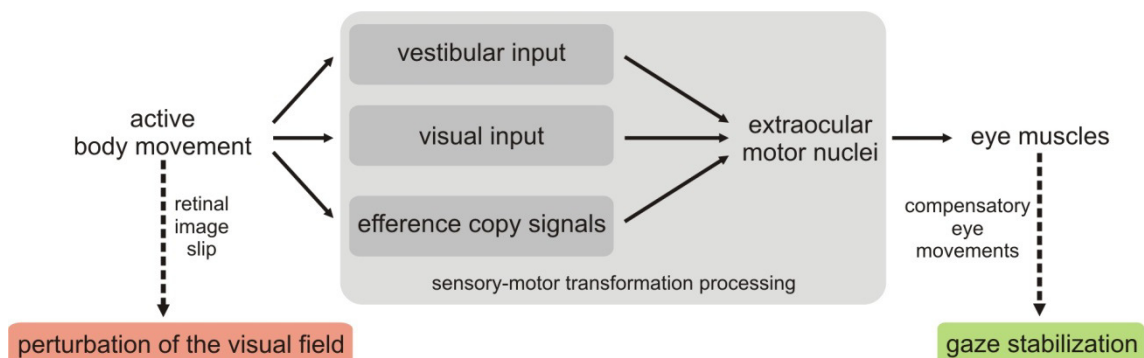 vestibular input
active
body movement
visual input
extraocular
motor nuclei
eye muscles
retinal
image
slip
efference copy signals
compensatory
eye
movements
sensory-motor transformation processing
perturbation of the visual field
gaze stabilization